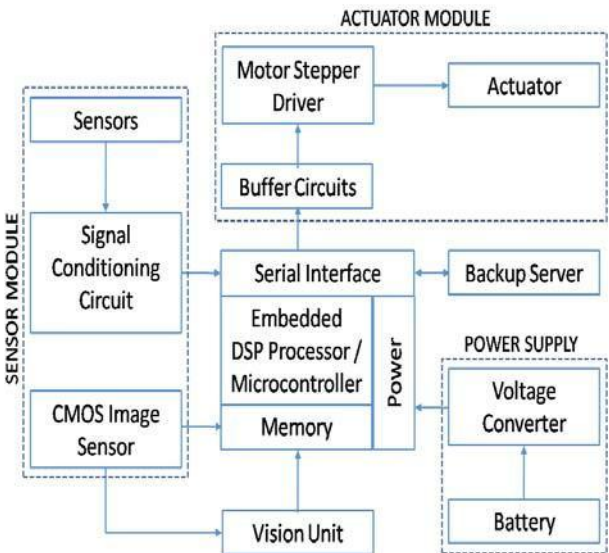 ACTUATOR MODULE
Motor Stepper
Driver
Actuator
Buffer Circuits
SENSOR MODULE
Sensors
Signal
Conditioning
Circuit
CMOS Image
Sensor
Serial Interface
Embedded
DSP Processor /
Microcontroller
Power
Memory
Vision Unit
Backup Server
POWER SUPPLY
Voltage
Converter
Battery